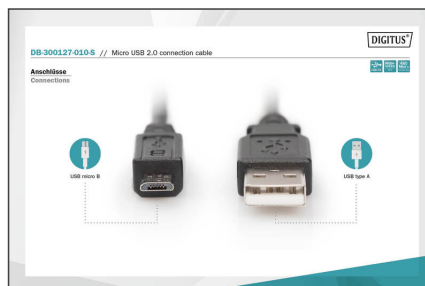 DIGITUS®
DB-300127-010-S // Micro USB 2.0 connection cable
Anschlüsse
Connections
USB micro B
USB type A